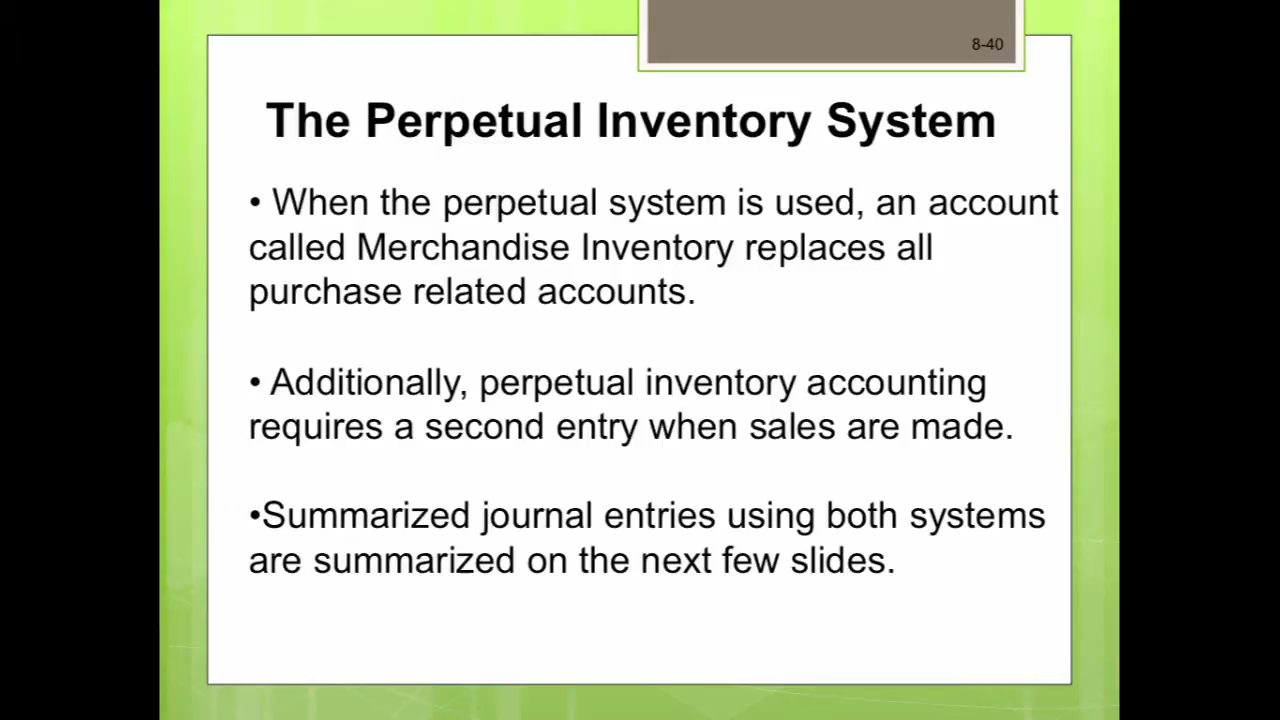 8-40
The Perpetual Inventory System
• When the perpetual system is used, an account
called Merchandise Inventory replaces all
purchase related accounts.
• Additionally, perpetual inventory accounting
requires a second entry when sales are made.
•Summarized journal entries using both systems
are summarized on the next few slides.